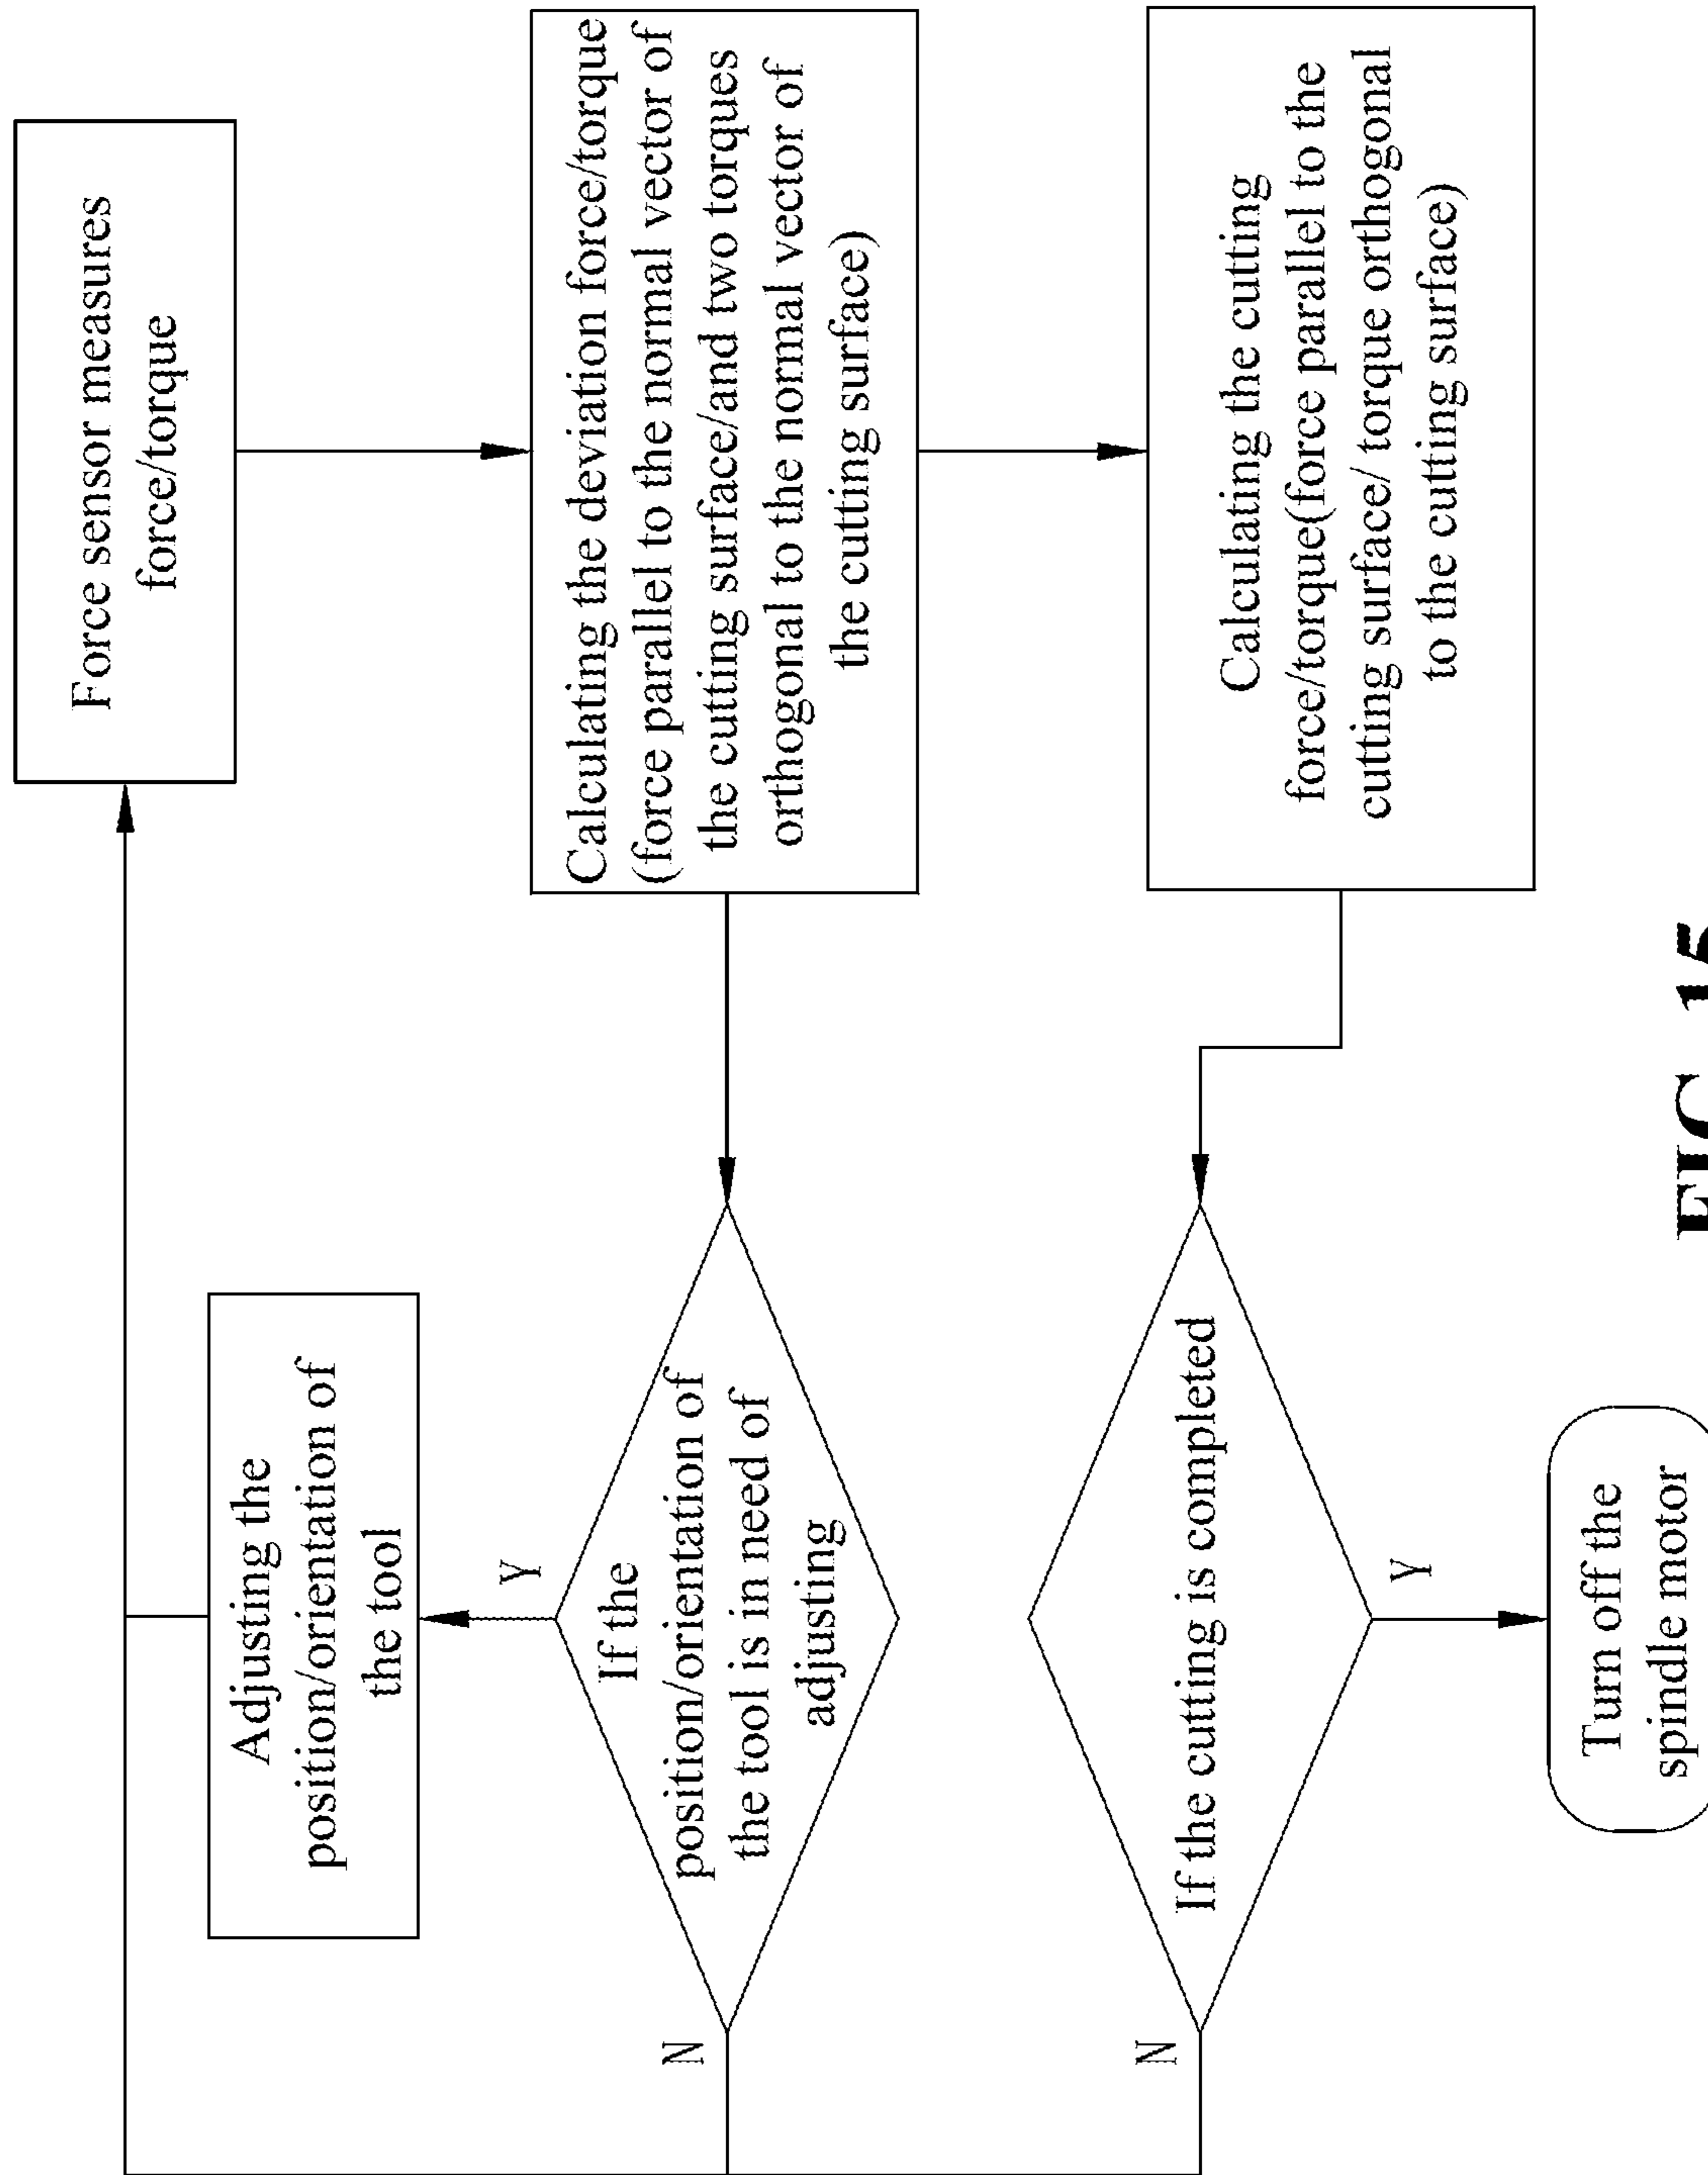 Force sensor measures
force/torque
Calculating the deviation force/torque
(force parallel to the normal vector of
the cutting surface/and two torques
orthogonal to the normal vector of
the cutting surface)
Calculating the cutting
force/torque(force parallel to the
cutting surface/ torque orthogonal
to the cutting surface)
Adjusting the
position/orientation of
the tool
Y
If the
position/orientation of
the tool is in need of
adjusting
N
If the cutting is completed
N
Y
Turn off the
spindle motor
FIG. 15